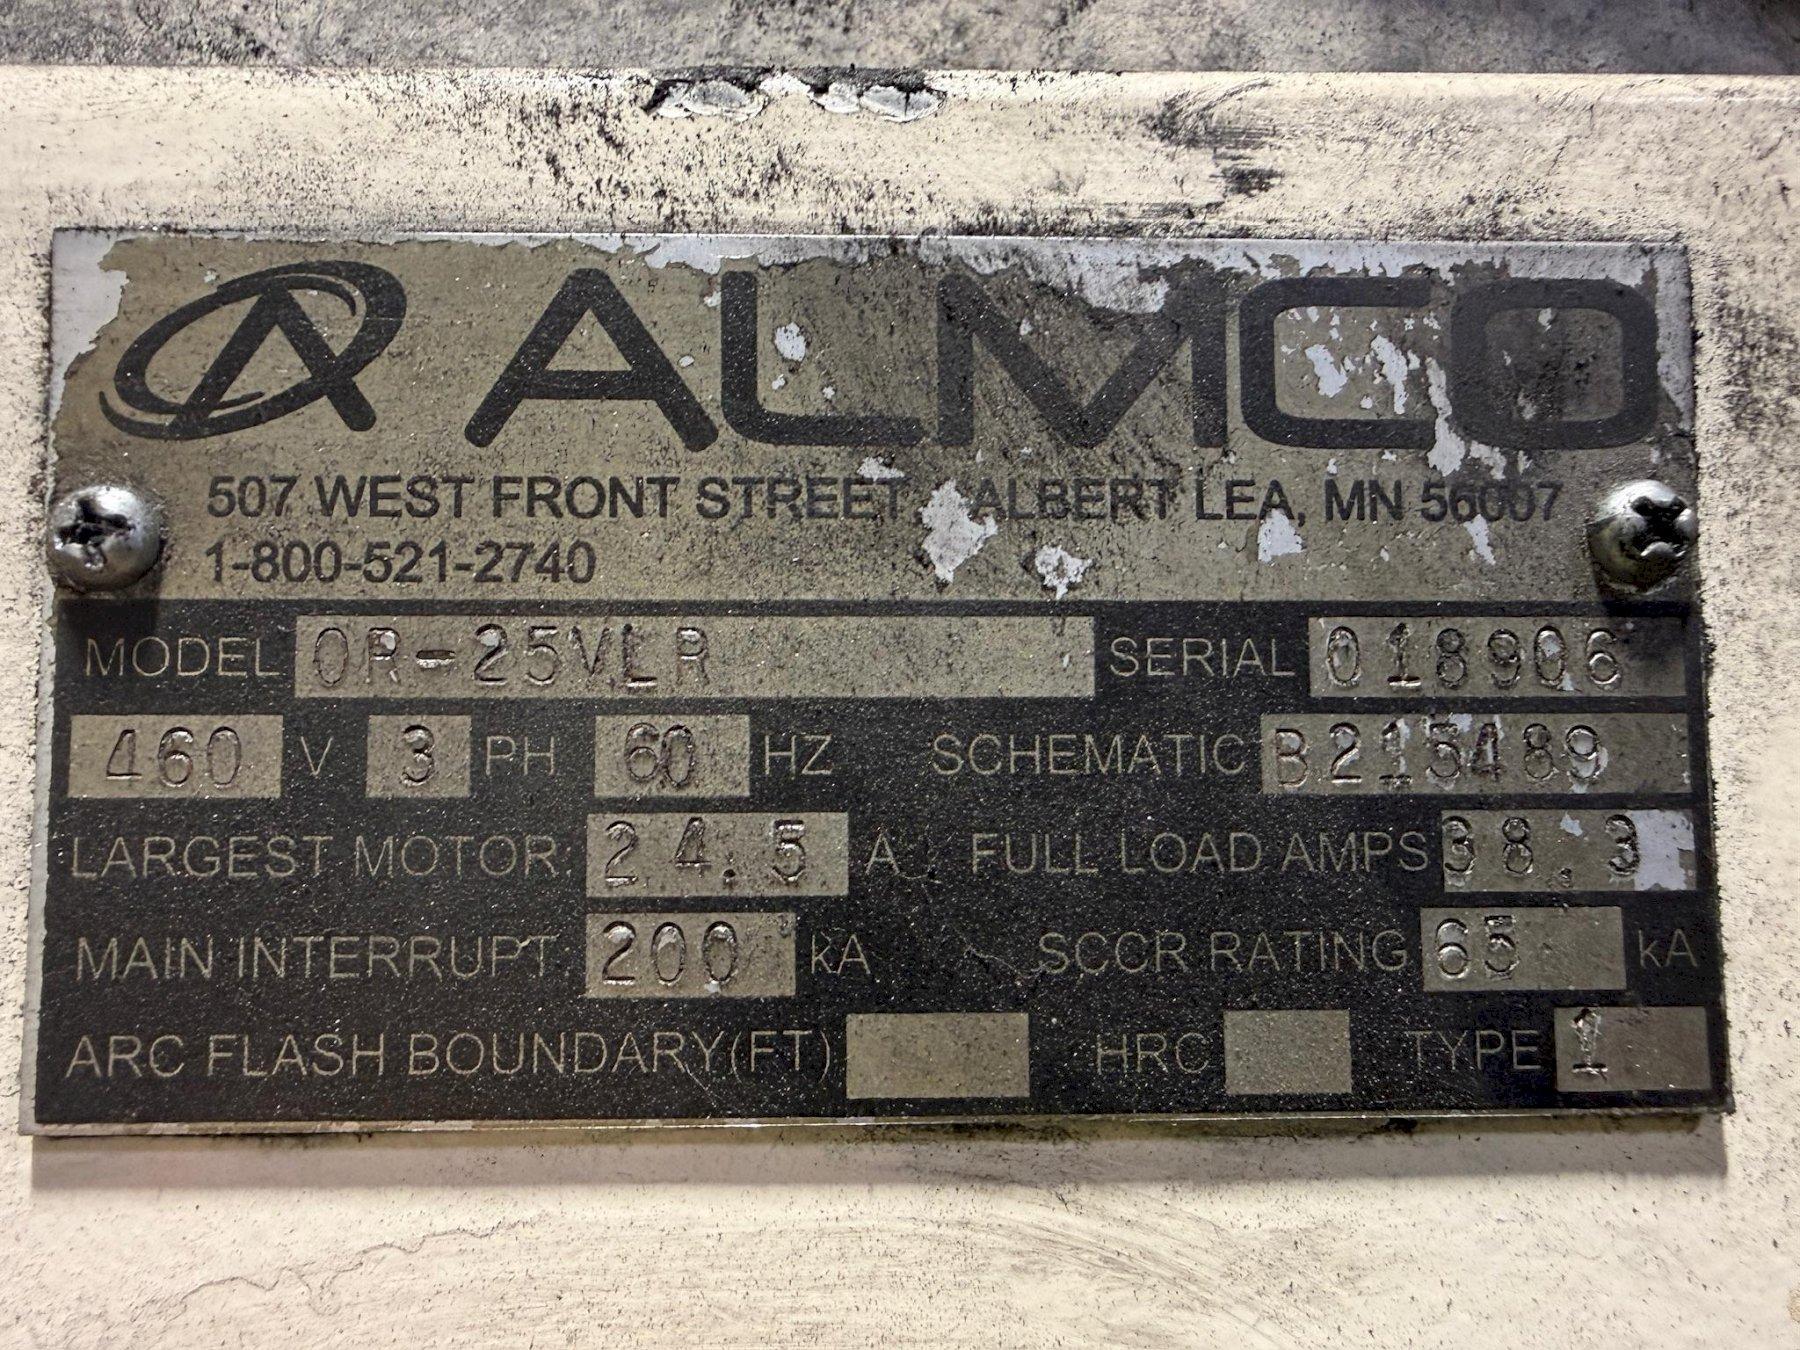 ALMCO
507 WEST FRONT STREET ALBERT LEA, MN 56007
1-800-521-2740
MODEL OR-25VLR SERIAL 018906
460 V 3 PH 60 HZ SCHEMATIC B215489
LARGEST MOTOR 24.5 A FULL LOAD AMPS 38.3
MAIN INTERRUPT 200 kA SCCR RATING 65 kA
ARC FLASH BOUNDARY(FT) HRC TYPE 1